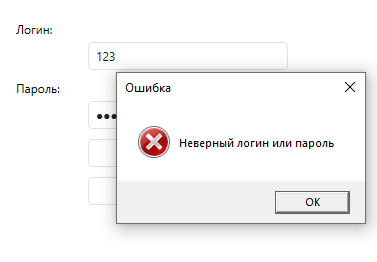 Логин:
123
Ошибка
Пароль:
Неверный логин или пароль
OK